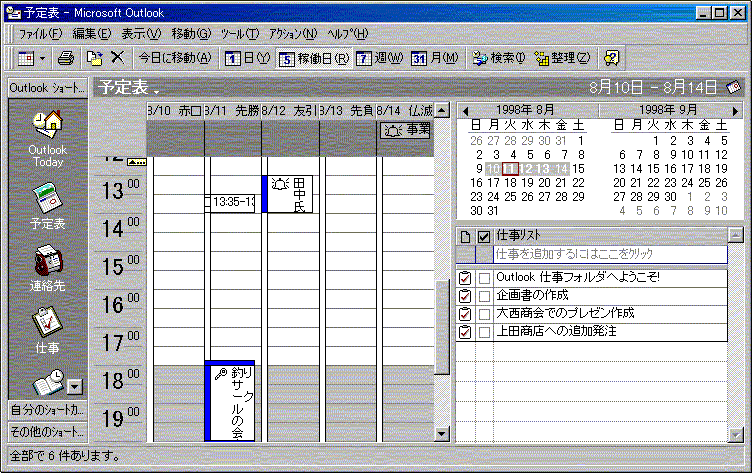 予定表 - Microsoft Outlook
ファイル(F) 編集(E) 表示(V) 移動(G) ツール(T) アクション(N) ヘルプ(H)
今日に移動(A) 1 日(Y) 5 稼働日(R) 7 週(W) 31 月(M) 検索(I) 整理(Z)
Outlook ショート...
予定表 8月10日 - 8月14日
Outlook
Today
予定表
連絡先
仕事
自分のショートカ...
その他のショート...
8/10 赤口 8/11 先勝 8/12 友引 8/13 先負 8/14 仏滅
事業
12
13 00
14 00
15 00
16 00
17 00
18 00
19 00
13:35-13
田中氏
釣りサークルの会
1998年 8月 1998年 9月
日 月 火 水 木 金 土 日 月 火 水 木 金 土
26 27 28 29 30 31 1 1 2 3 4 5
2 3 4 5 6 7 8 6 7 8 9 10 11 12
9 10 11 12 13 14 15 13 14 15 16 17 18 19
16 17 18 19 20 21 22 20 21 22 23 24 25 26
23 24 25 26 27 28 29 27 28 29 30 1 2 3
30 31 4 5 6 7 8 9 10
仕事リスト
仕事を追加するにはここをクリック
Outlook 仕事フォルダへようこそ!
企画書の作成
大西商会でのプレゼン作成
上田商店への追加発注
全部で 6 件あります。